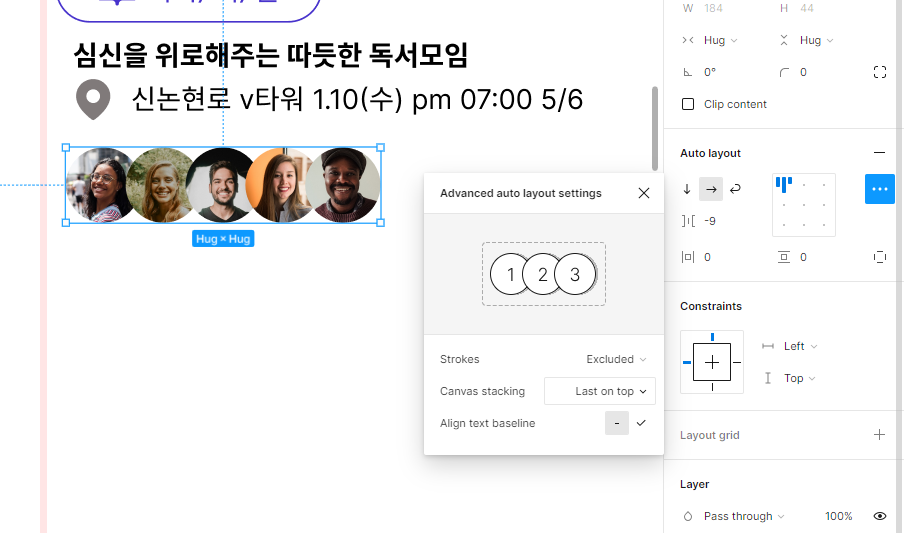 심신을 위로해주는 따듯한 독서모임
신논현로 v타워 1.10(수) pm 07:00 5/6
Hug × Hug
Advanced auto layout settings
1 2 3
Strokes Excluded
Canvas stacking Last on top
Align text baseline -
W 184 H 44
Hug Hug
0° 0
Clip content
Auto layout
-9
0 0
Constraints
Left
Top
Layout grid
Layer
Pass through 100%